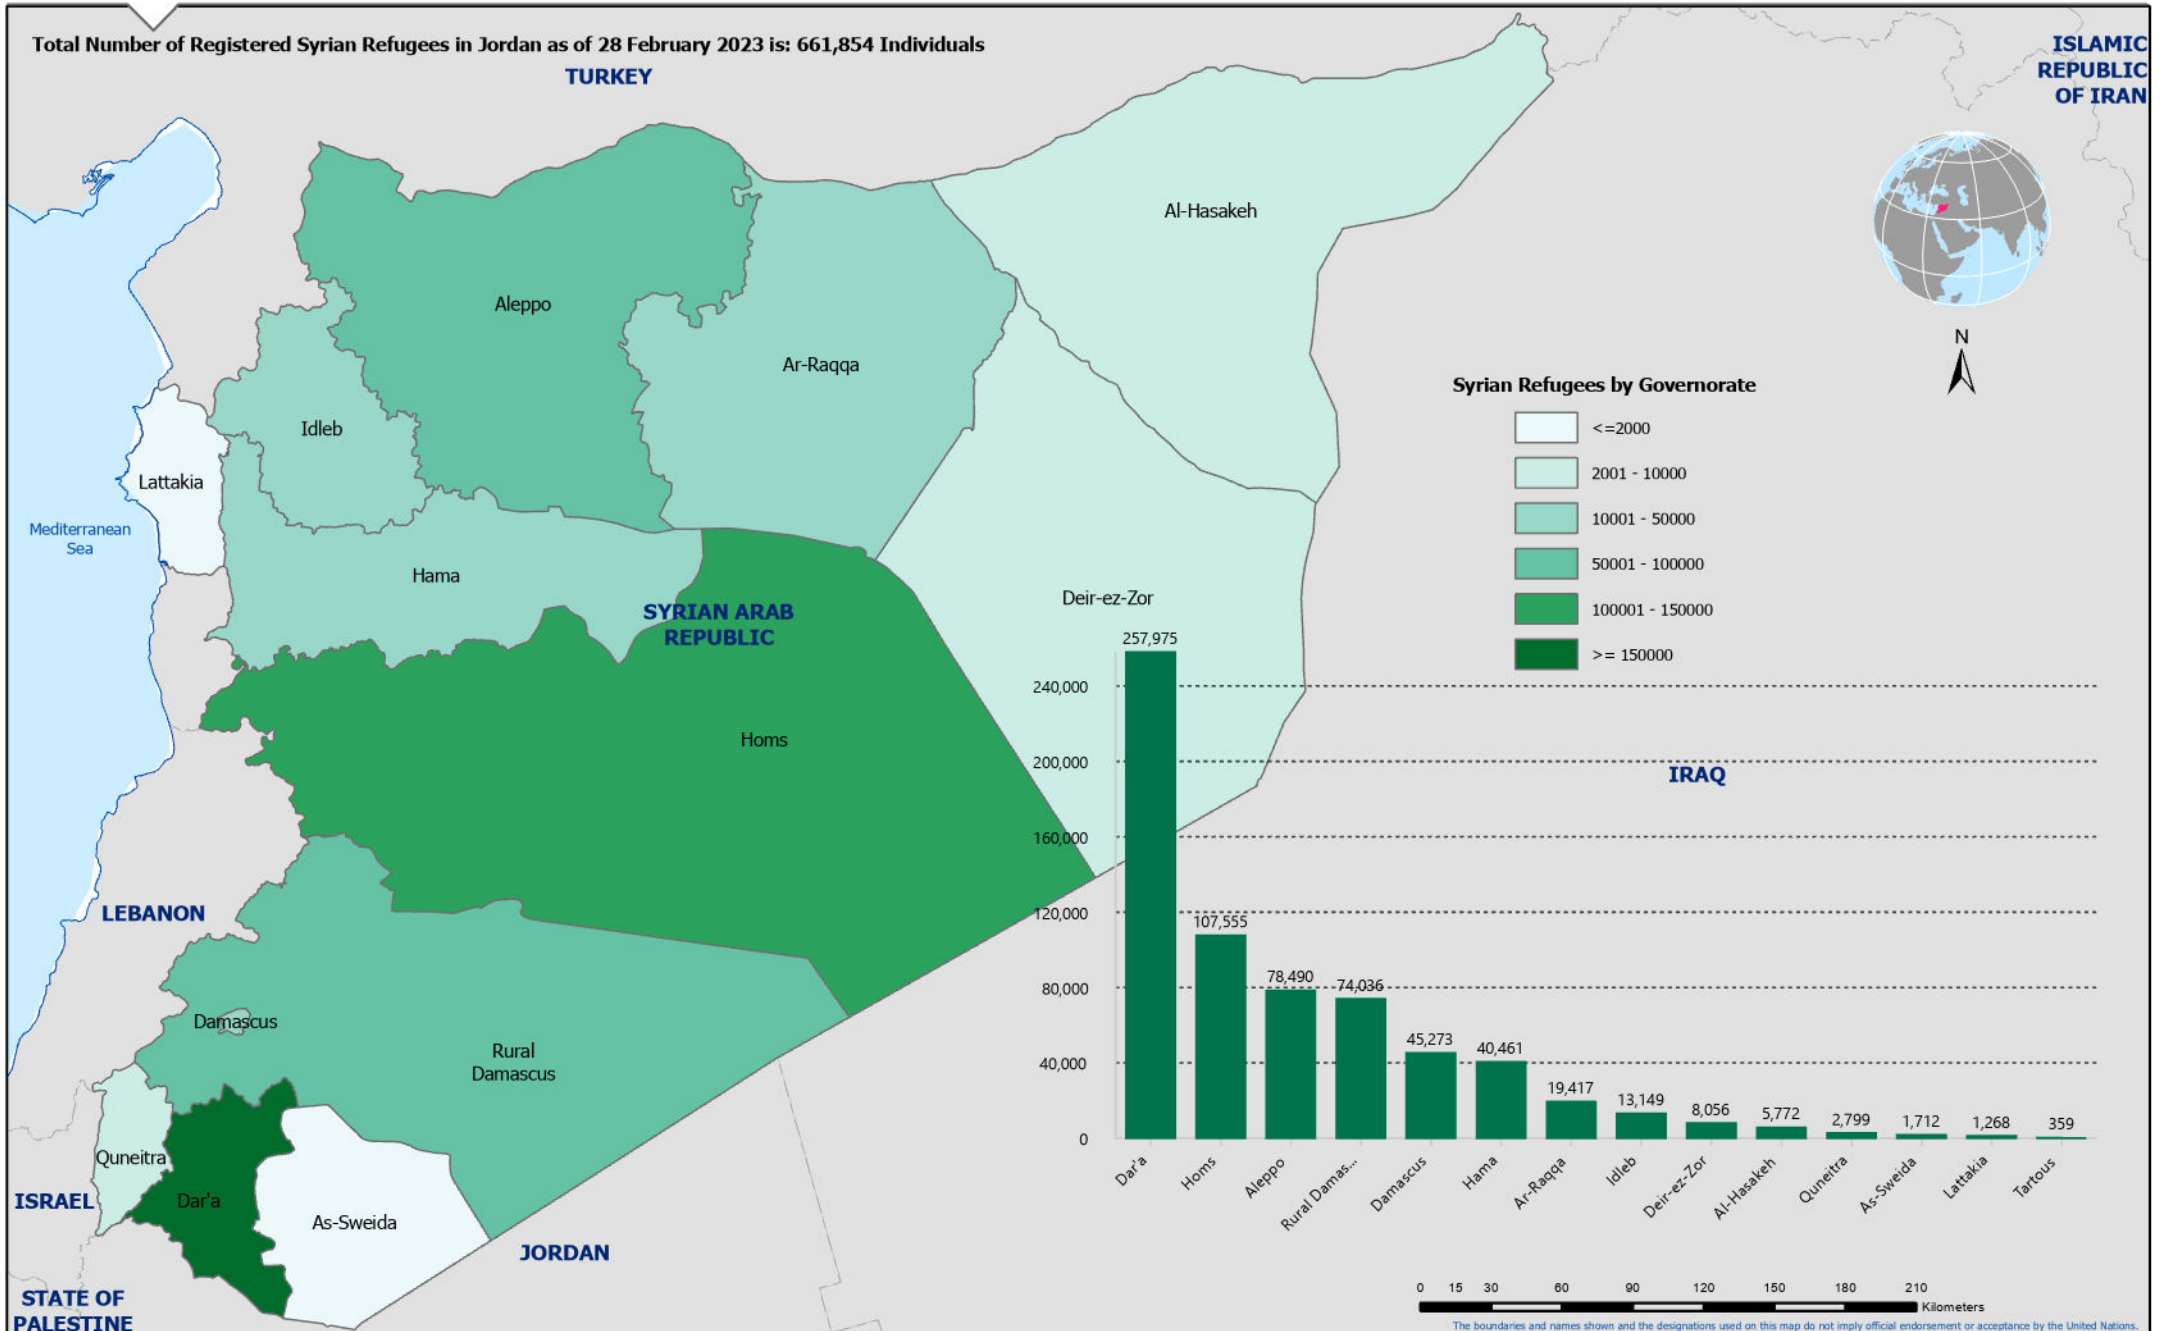 Total Number of Registered Syrian Refugees in Jordan as of 28 February 2023 is: 661,854 Individuals
TURKEY
ISLAMIC
REPUBLIC
OF IRAN
Al-Hasakeh
Aleppo
Ar-Raqqa
N
Idleb
Lattakia
Mediterranean
Sea
Hama
SYRIAN ARAB
REPUBLIC
Deir-ez-Zor
Homs
IRAQ
LEBANON
Damascus
Rural
Damascus
Quneitra
ISRAEL
Dar'a
As-Sweida
JORDAN
STATE OF
PALESTINE
Syrian Refugees by Governorate
<=2000
2001 - 10000
10001 - 50000
50001 - 100000
100001 - 150000
>= 150000
240,000
200,000
160,000
120,000
80,000
40,000
0
257,975
107,555
78,490
74,036
45,273
40,461
19,417
13,149
8,056
5,772
2,799
1,712
1,268
359
Dar'a
Homs
Aleppo
Rural Damas...
Damascus
Hama
Ar-Raqqa
Idleb
Deir-ez-Zor
Al-Hasakeh
Quneitra
As-Sweida
Lattakia
Tartous
0 15 30 60 90 120 150 180 210
Kilometers
The boundaries and names shown and the designations used on this map do not imply official endorsement or acceptance by the United Nations.